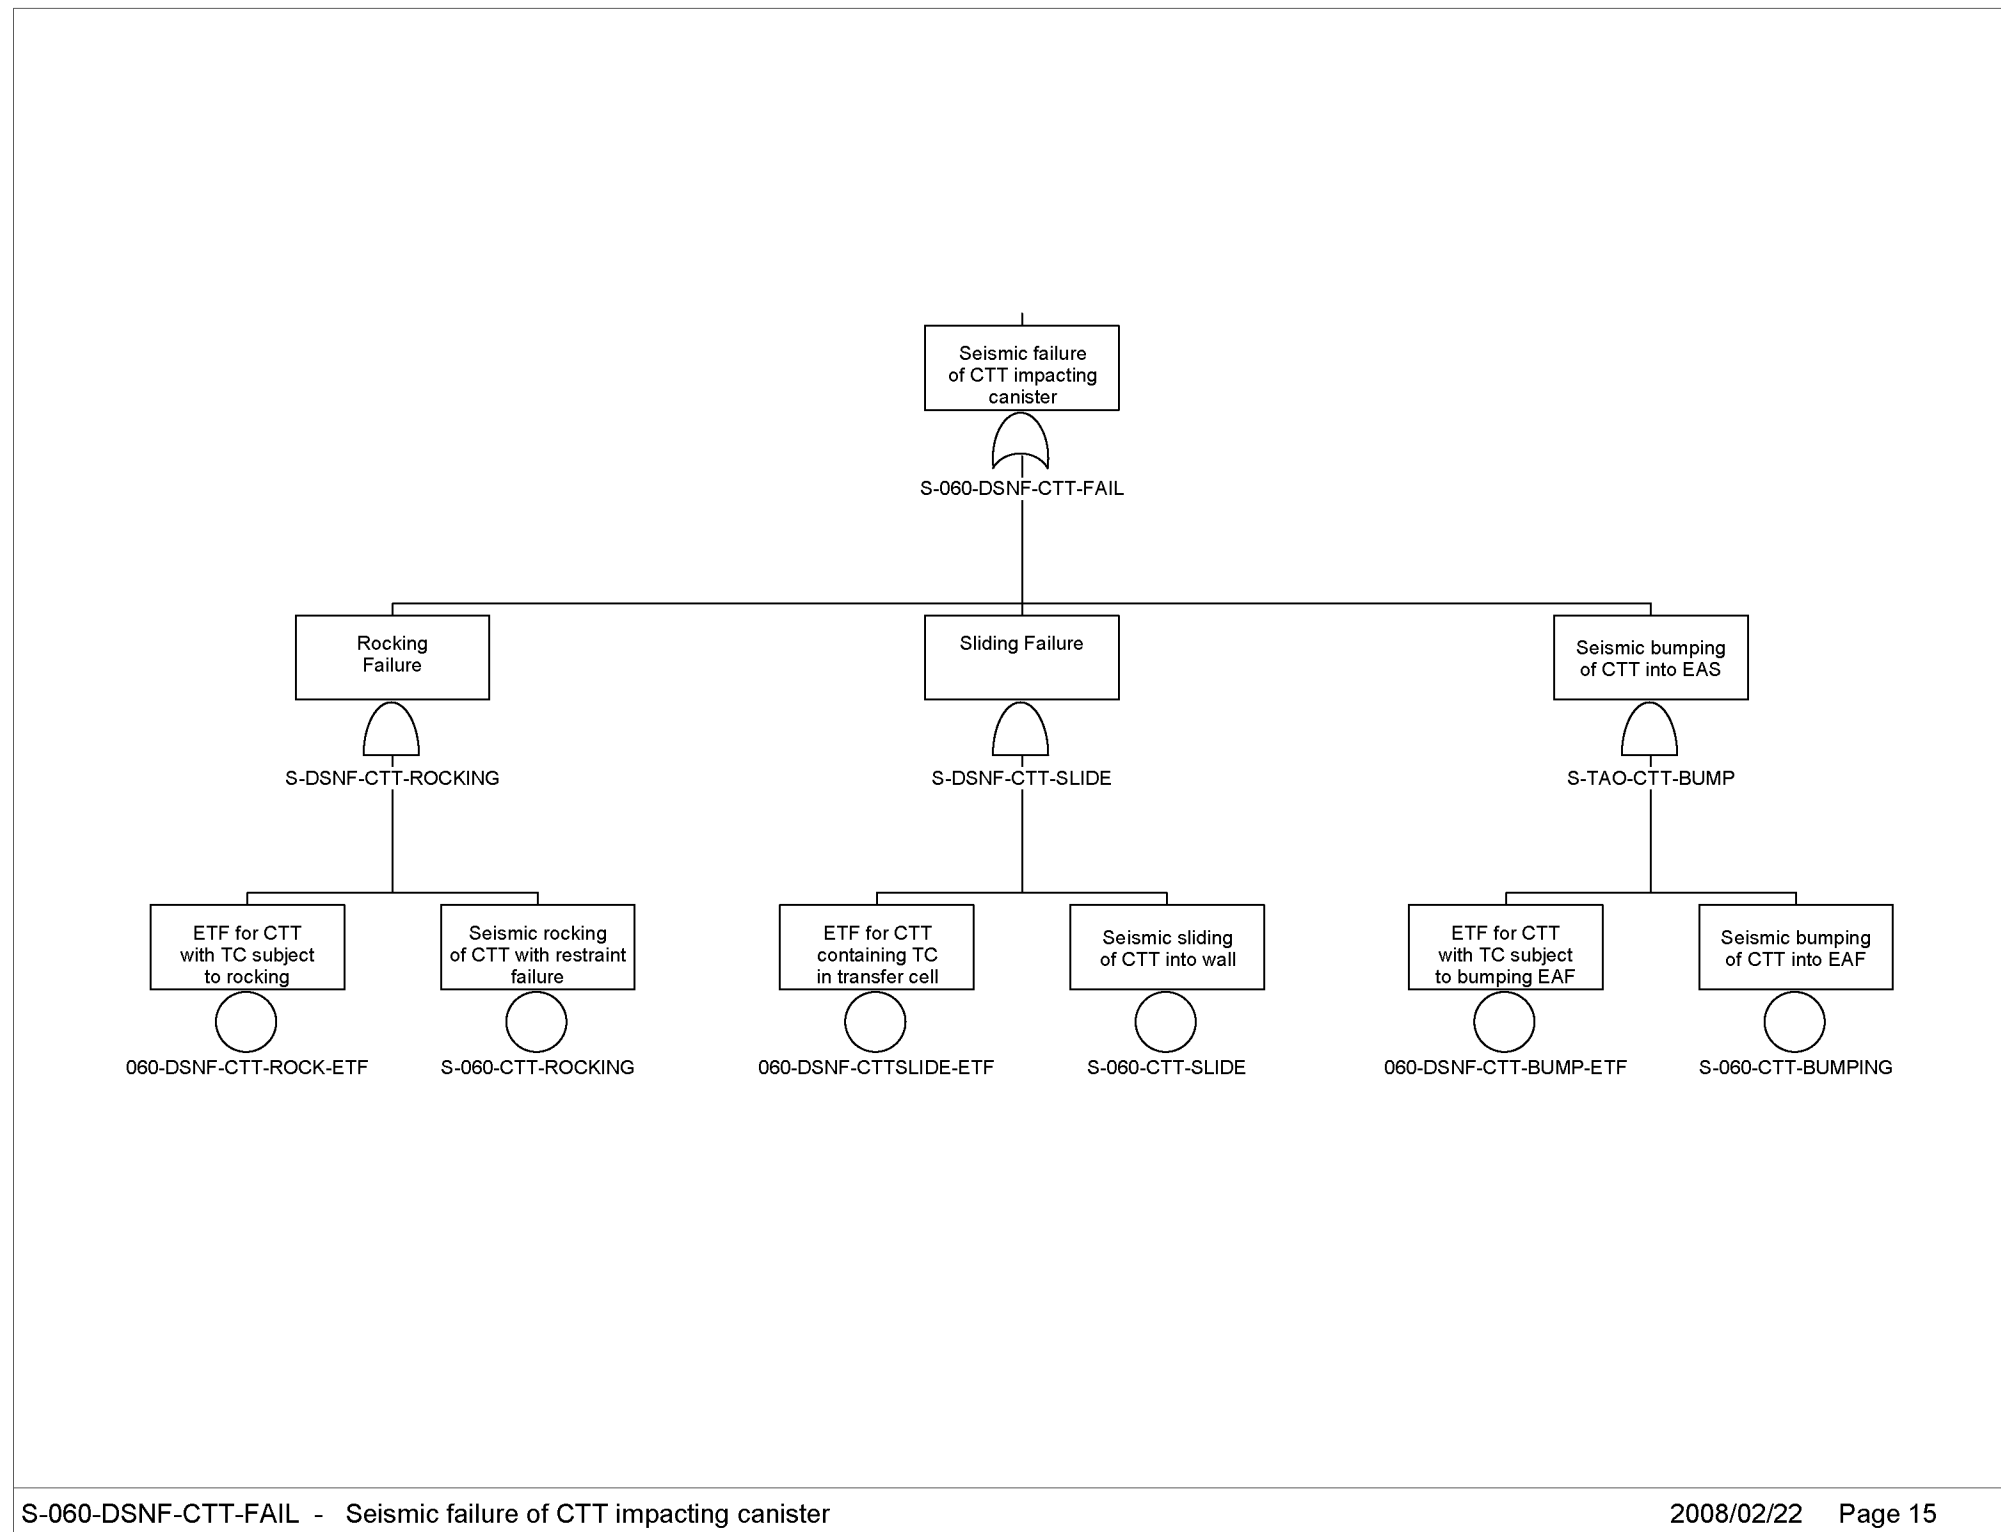 Seismic failure
of CTT impacting
canister
S-060-DSNF-CTT-FAIL
Rocking
Failure
S-DSNF-CTT-ROCKING
Sliding Failure
S-DSNF-CTT-SLIDE
Seismic bumping
of CTT into EAS
S-TAO-CTT-BUMP
ETF for CTT
with TC subject
to rocking
060-DSNF-CTT-ROCK-ETF
Seismic rocking
of CTT with restraint
failure
S-060-CTT-ROCKING
ETF for CTT
containing TC
in transfer cell
060-DSNF-CTTSLIDE-ETF
Seismic sliding
of CTT into wall
S-060-CTT-SLIDE
ETF for CTT
with TC subject
to bumping EAF
060-DSNF-CTT-BUMP-ETF
Seismic bumping
of CTT into EAF
S-060-CTT-BUMPING
S-060-DSNF-CTT-FAIL - Seismic failure of CTT impacting canister
2008/02/22 Page 15